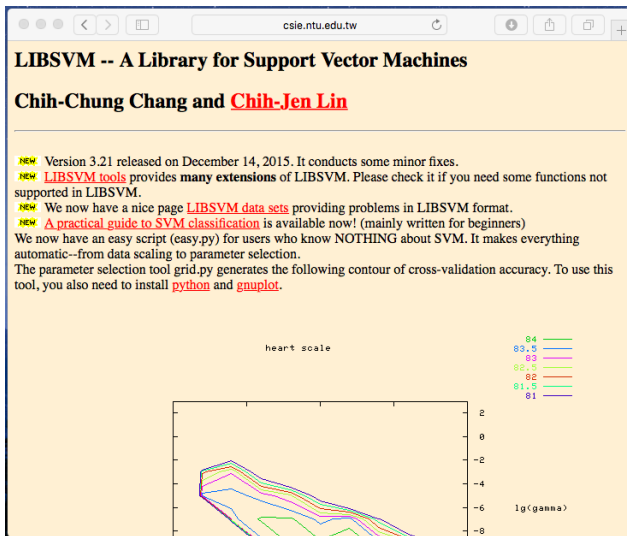 csie.ntu.edu.tw
LIBSVM -- A Library for Support Vector Machines
Chih-Chung Chang and Chih-Jen Lin
NEW Version 3.21 released on December 14, 2015. It conducts some minor fixes.
NEW LIBSVM tools provides many extensions of LIBSVM. Please check it if you need some functions not
supported in LIBSVM.
NEW We now have a nice page LIBSVM data sets providing problems in LIBSVM format.
NEW A practical guide to SVM classification is available now! (mainly written for beginners)
We now have an easy script (easy.py) for users who know NOTHING about SVM. It makes everything
automatic--from data scaling to parameter selection.
The parameter selection tool grid.py generates the following contour of cross-validation accuracy. To use this
tool, you also need to install python and gnuplot.
heart scale
84
83.5
83
82.5
82
81.5
81
2
0
-2
-4
-6
lg(gamma)
-8